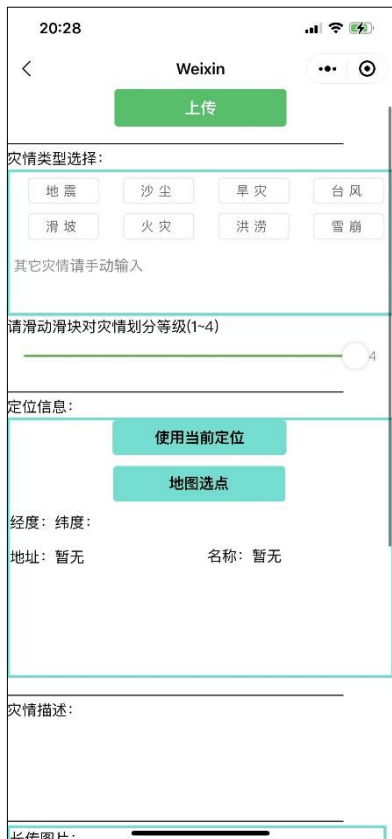 20:28
Weixin
上传
灾情类型选择：
地震 沙尘 旱灾 台风
滑坡 火灾 洪涝 雪崩
其它灾情请手动输入
请滑动滑块对灾情划分等级(1~4)
4
定位信息：
使用当前定位
地图选点
经度： 纬度：
地址： 暂无 名称： 暂无
灾情描述：